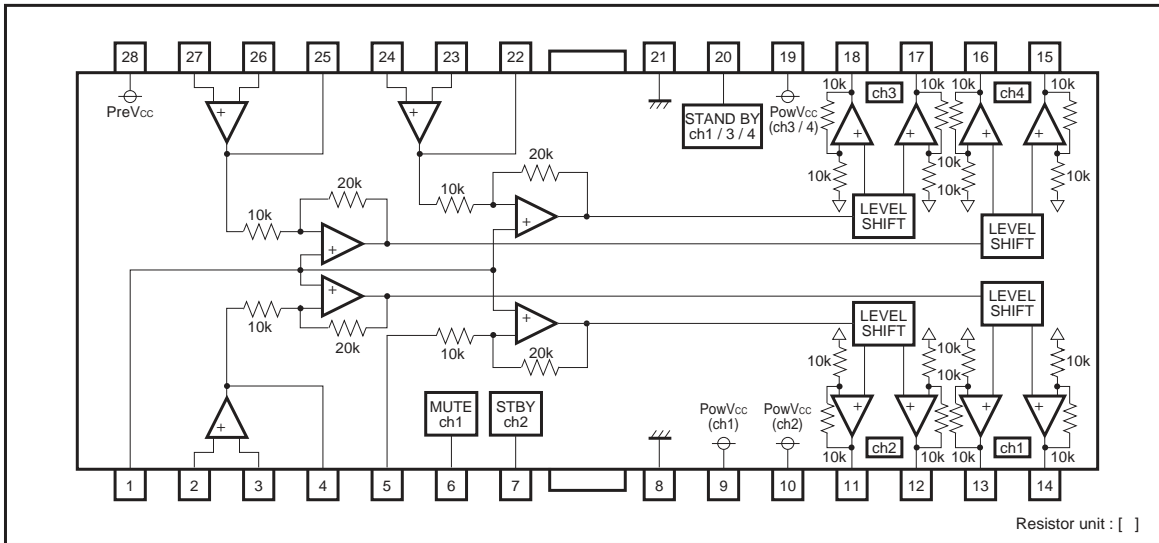 28 27 26 25 24 23 22 21 20 19 18 17 16 15
PreVCC
+
+
STAND BY
ch1 / 3 / 4
PowVCC
(ch3 / 4)
10k
ch3
10k
10k
ch4
10k
+
+
+
+
10k
10k
10k
10k
20k
10k
+
20k
10k
+
LEVEL
SHIFT
LEVEL
SHIFT
+
10k
20k
+
10k
20k
LEVEL
SHIFT
LEVEL
SHIFT
10k
10k
10k
10k
+
MUTE
ch1
STBY
ch2
PowVCC
(ch1)
PowVCC
(ch2)
+
+
+
+
10k
ch2
10k
10k
ch1
10k
1 2 3 4 5 6 7 8 9 10 11 12 13 14
Resistor unit : [ ]